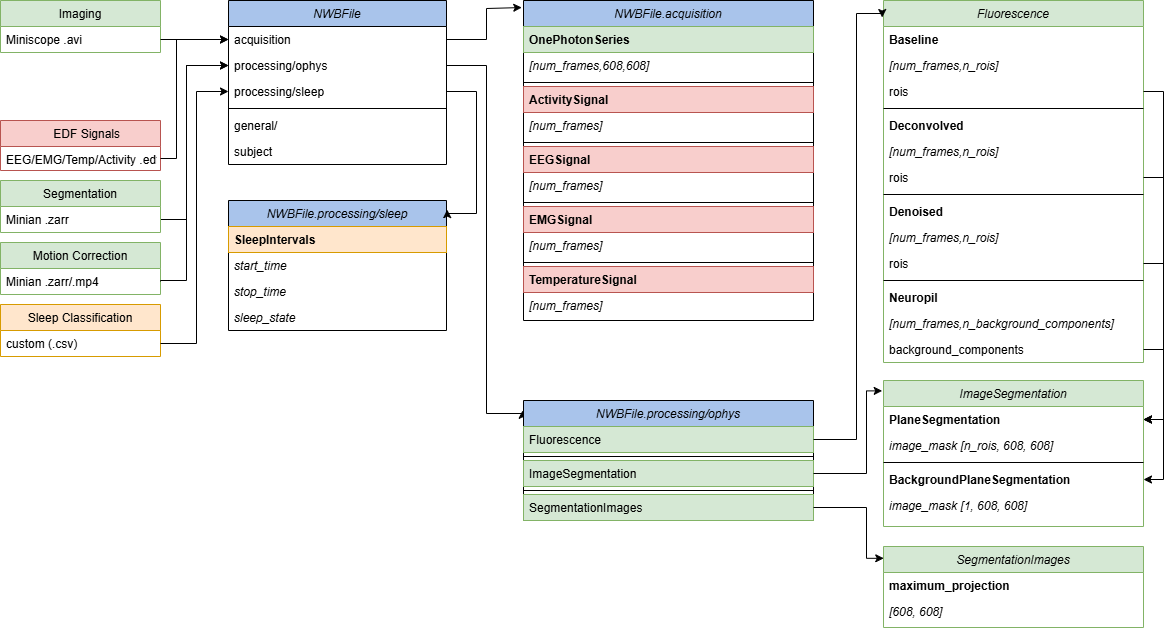 Imaging
Miniscope .avi
EDF Signals
EEG/EMG/Temp/Activity .ed
Segmentation
Minian .zarr
Motion Correction
Minian .zarr/.mp4
Sleep Classification
custom (.csv)
NWBFile
acquisition
processing/ophys
processing/sleep
general/
subject
NWBFile.processing/sleep
SleepIntervals
start_time
stop_time
sleep_state
NWBFile.acquisition
OnePhotonSeries
[num_frames,608,608]
ActivitySignal
[num_frames]
EEGSignal
[num_frames]
EMGSignal
[num_frames]
TemperatureSignal
[num_frames]
NWBFile.processing/ophys
Fluorescence
ImageSegmentation
SegmentationImages
Fluorescence
Baseline
[num_frames,n_rois]
rois
Deconvolved
[num_frames,n_rois]
rois
Denoised
[num_frames,n_rois]
rois
Neuropil
[num_frames,n_background_components]
background_components
ImageSegmentation
PlaneSegmentation
image_mask [n_rois, 608, 608]
BackgroundPlaneSegmentation
image_mask [1, 608, 608]
SegmentationImages
maximum_projection
[608, 608]